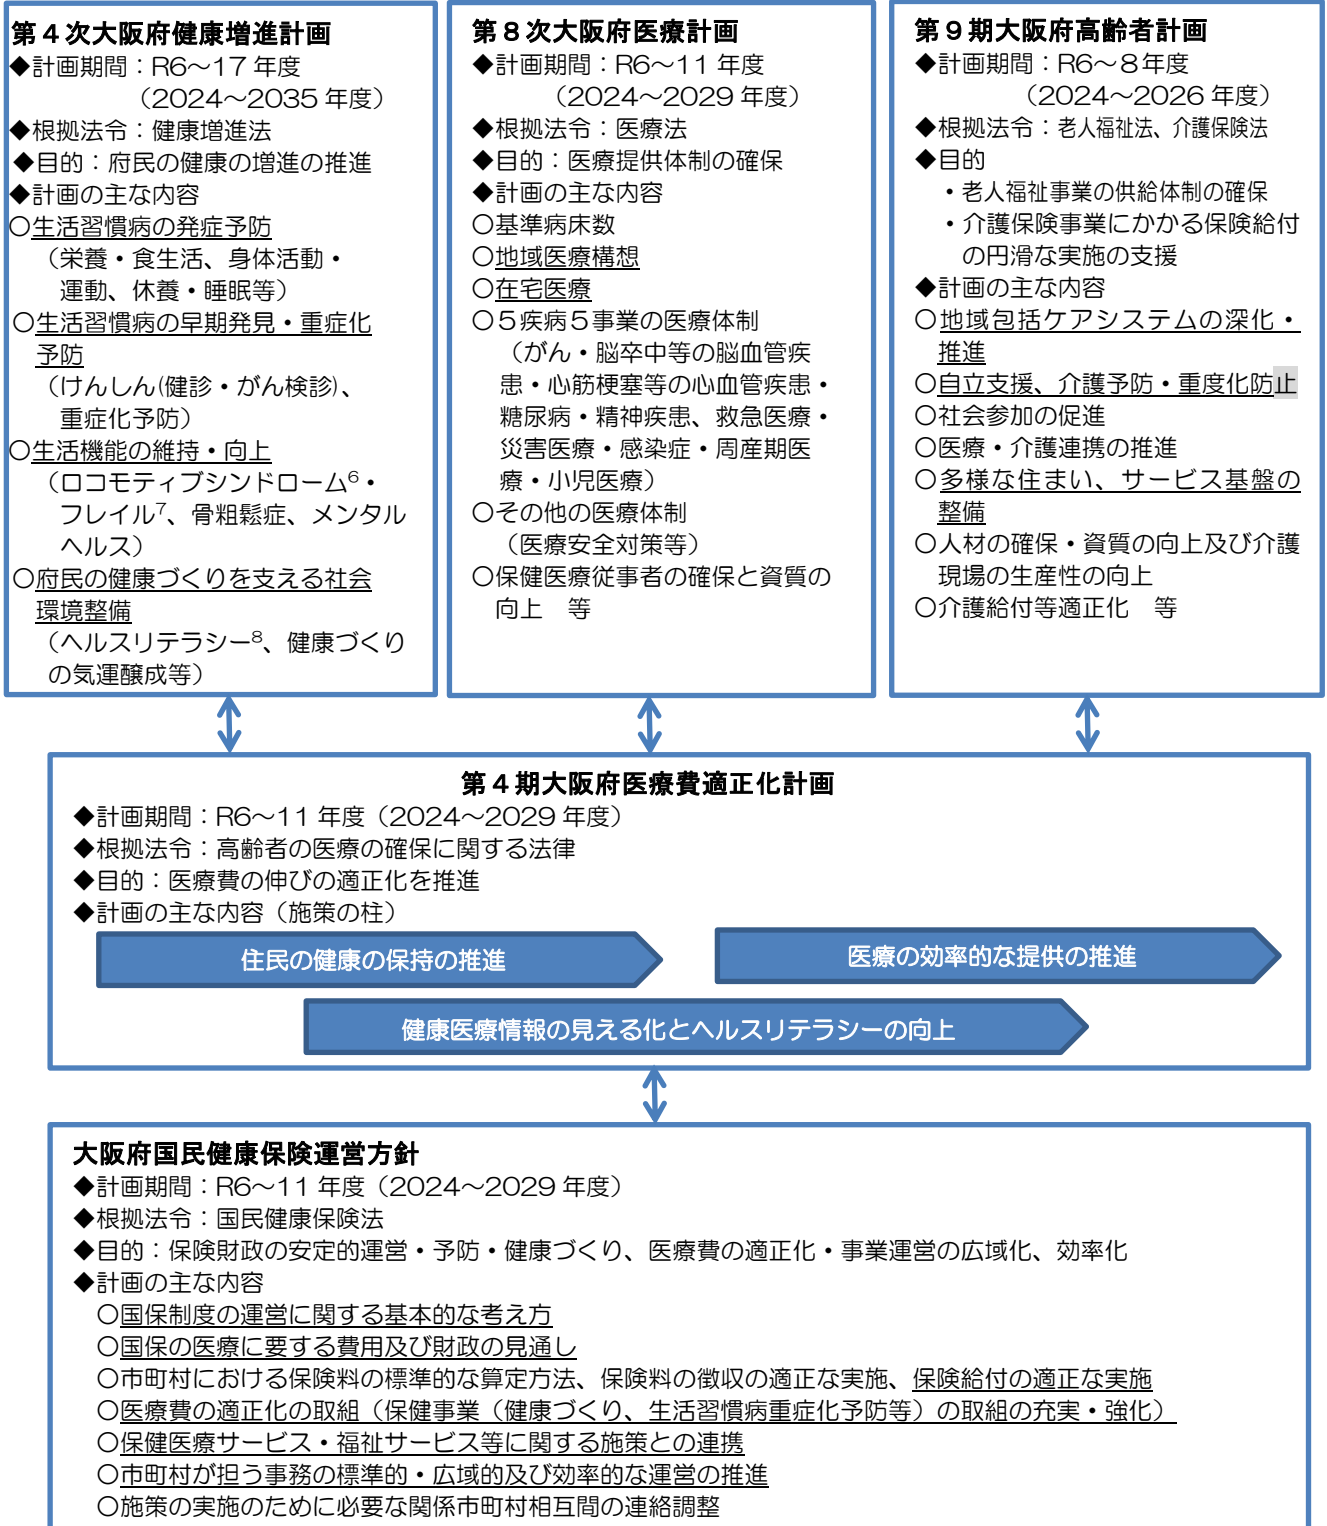 第４次大阪府健康増進計画
◆計画期間：R6～17 年度
（2024～2035 年度）
◆根拠法令：健康増進法
◆目的：府民の健康の増進の推進
◆計画の主な内容
○生活習慣病の発症予防
（栄養・食生活、身体活動・
運動、休養・睡眠等）
○生活習慣病の早期発見・重症化
予防
（けんしん(健診・がん検診)、
重症化予防）
○生活機能の維持・向上
（ロコモティブシンドローム⁶・
フレイル⁷、骨粗鬆症、メンタル
ヘルス）
○府民の健康づくりを支える社会
環境整備
（ヘルスリテラシー⁸、健康づくり
の気運醸成等）
第８次大阪府医療計画
◆計画期間：R6～11 年度
（2024～2029 年度）
◆根拠法令：医療法
◆目的：医療提供体制の確保
◆計画の主な内容
○基準病床数
○地域医療構想
○在宅医療
○５疾病５事業の医療体制
（がん・脳卒中等の脳血管疾
患・心筋梗塞等の心血管疾患・
糖尿病・精神疾患、救急医療・
災害医療・感染症・周産期医
療・小児医療）
○その他の医療体制
（医療安全対策等）
○保健医療従事者の確保と資質の
向上　等
第９期大阪府高齢者計画
◆計画期間：R6～８年度
（2024～2026 年度）
◆根拠法令：老人福祉法、介護保険法
◆目的
・老人福祉事業の供給体制の確保
・介護保険事業にかかる保険給付
の円滑な実施の支援
◆計画の主な内容
○地域包括ケアシステムの深化・
推進
○自立支援、介護予防・重度化防止
○社会参加の促進
○医療・介護連携の推進
○多様な住まい、サービス基盤の
整備
○人材の確保・資質の向上及び介護
現場の生産性の向上
○介護給付等適正化　等
第４期大阪府医療費適正化計画
◆計画期間：R6～11 年度（2024～2029 年度）
◆根拠法令：高齢者の医療の確保に関する法律
◆目的：医療費の伸びの適正化を推進
◆計画の主な内容（施策の柱）
住民の健康の保持の推進
医療の効率的な提供の推進
健康医療情報の見える化とヘルスリテラシーの向上
大阪府国民健康保険運営方針
◆計画期間：R6～11 年度（2024～2029 年度）
◆根拠法令：国民健康保険法
◆目的：保険財政の安定的運営・予防・健康づくり、医療費の適正化・事業運営の広域化、効率化
◆計画の主な内容
○国保制度の運営に関する基本的な考え方
○国保の医療に要する費用及び財政の見通し
○市町村における保険料の標準的な算定方法、保険料の徴収の適正な実施、保険給付の適正な実施
○医療費の適正化の取組（保健事業（健康づくり、生活習慣病重症化予防等）の取組の充実・強化）
○保健医療サービス・福祉サービス等に関する施策との連携
○市町村が担う事務の標準的・広域的及び効率的な運営の推進
○施策の実施のために必要な関係市町村相互間の連絡調整